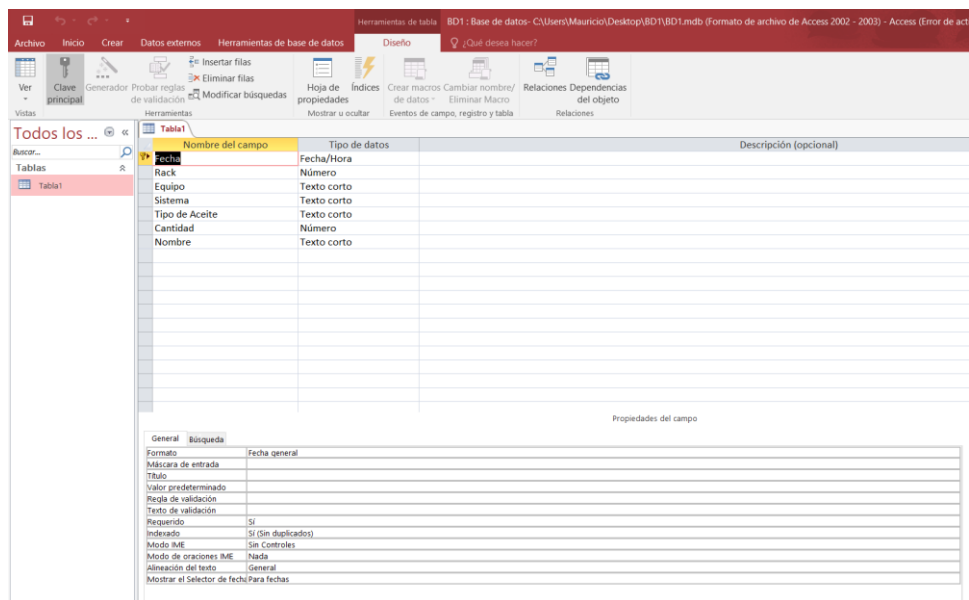 Herramientas de tabla BD1 : Base de datos- C:\Users\Mauricio\Desktop\BD1\BD1.mdb (Formato de archivo de Access 2002 - 2003) - Access (Error de act
Archivo Inicio Crear Datos externos Herramientas de base de datos Diseño ¿Qué desea hacer?
Ver
Clave principal
Generador
Probar reglas de validación
Insertar filas
Eliminar filas
Modificar búsquedas
Hoja de propiedades
Índices
Crear macros de datos
Cambiar nombre/ Eliminar Macro
Relaciones
Dependencias del objeto
Vistas Herramientas Mostrar u ocultar Eventos de campo, registro y tabla Relaciones
Todos los ... «
Buscar...
Tablas
Tabla1
Tabla1
Nombre del campo Tipo de datos Descripción (opcional)
Fecha Fecha/Hora
Rack Número
Equipo Texto corto
Sistema Texto corto
Tipo de Aceite Texto corto
Cantidad Número
Nombre Texto corto
Propiedades del campo
General Búsqueda
Formato Fecha general
Máscara de entrada
Título
Valor predeterminado
Regla de validación
Texto de validación
Requerido Sí
Indexado Sí (Sin duplicados)
Modo IME Sin Controles
Modo de oraciones IME Nada
Alineación del texto General
Mostrar el Selector de fecha Para fechas